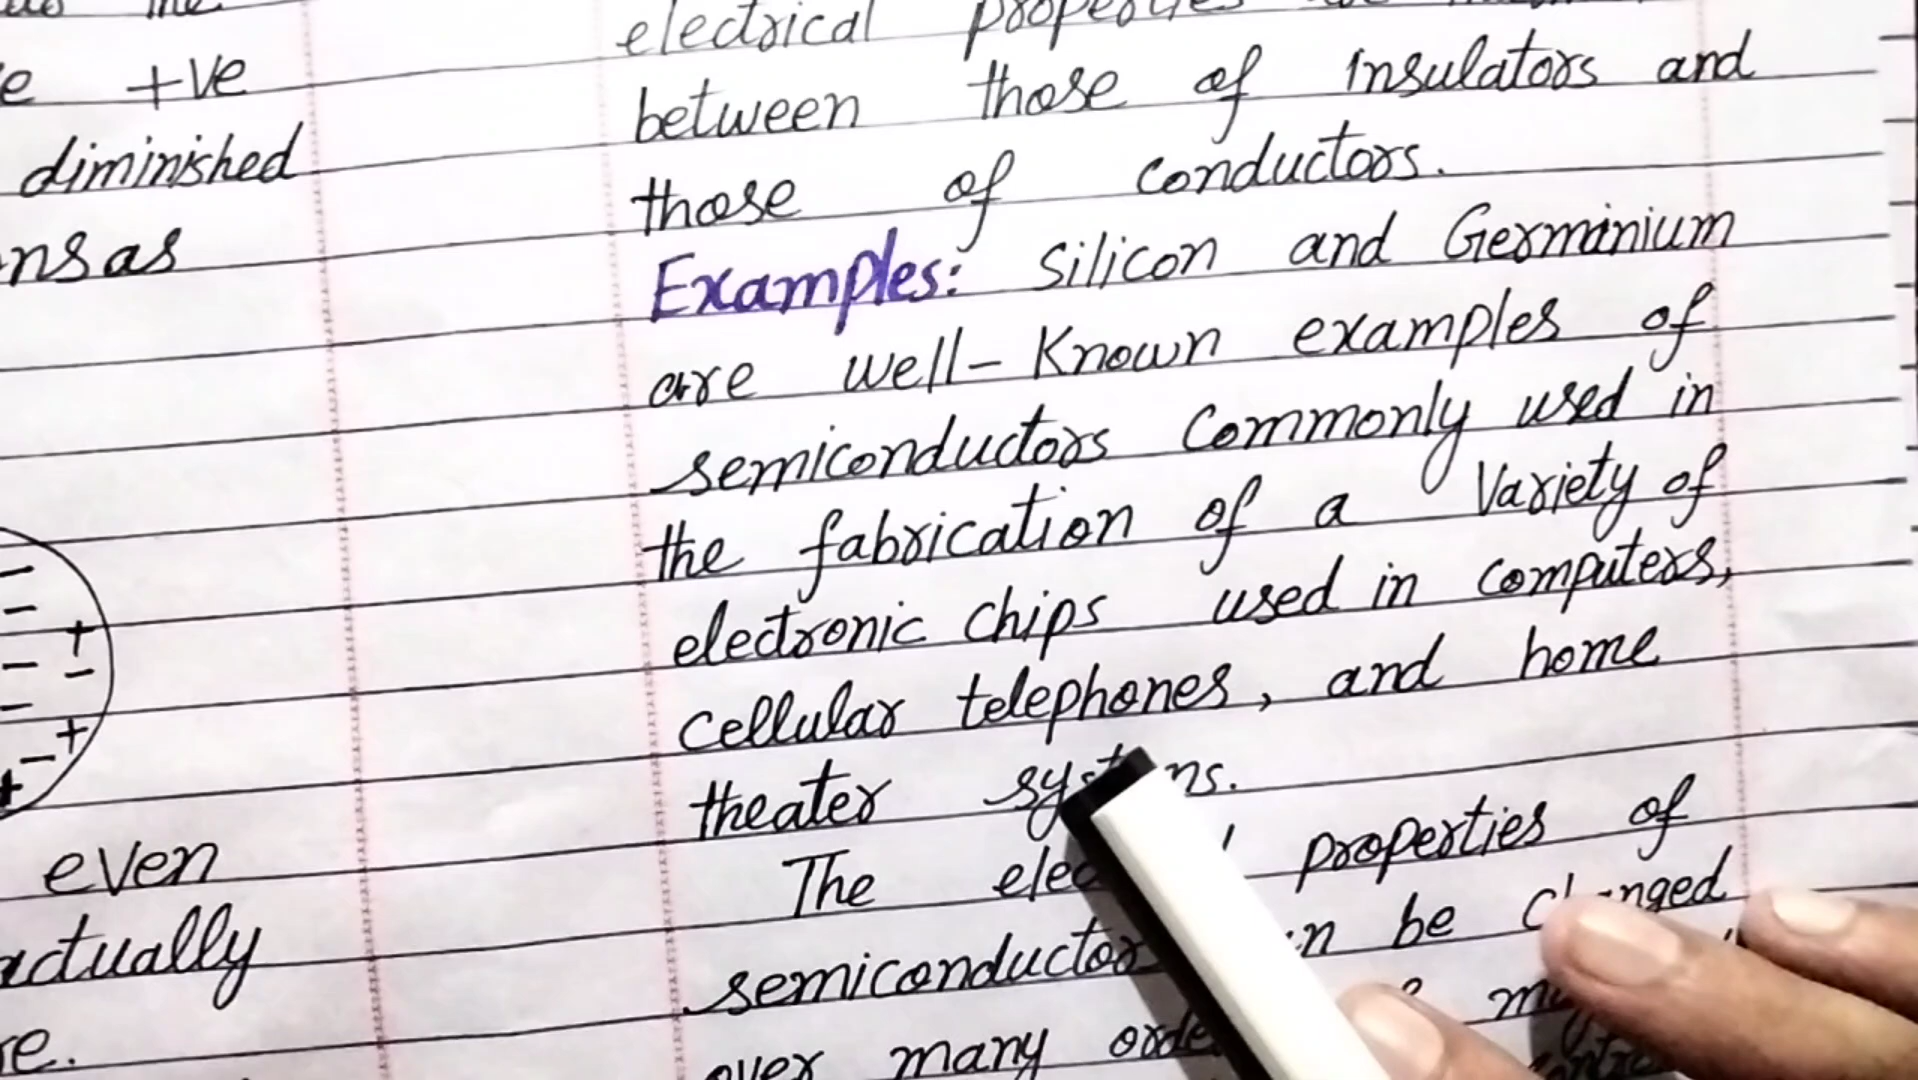 +ve
diminished
as
even
actually
electrical
between those of insulators and
those of conductors.
Examples: Silicon and Germinium
are well-Known examples of
semiconductors Commonly used in
the fabrication of a Variety of
electronic chips used in computers,
cellular telephones, and home
theater
The properties of
be
over many